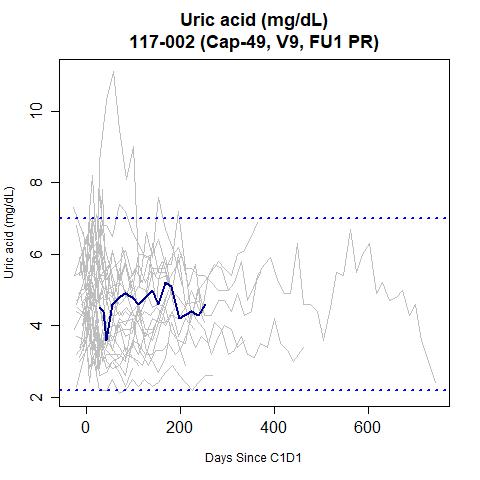 Uric acid (mg/dL)
117-002 (Cap-49, V9, FU1 PR)
Uric acid (mg/dL)
10
8
6
4
2
0
200
400
600
Days Since C1D1